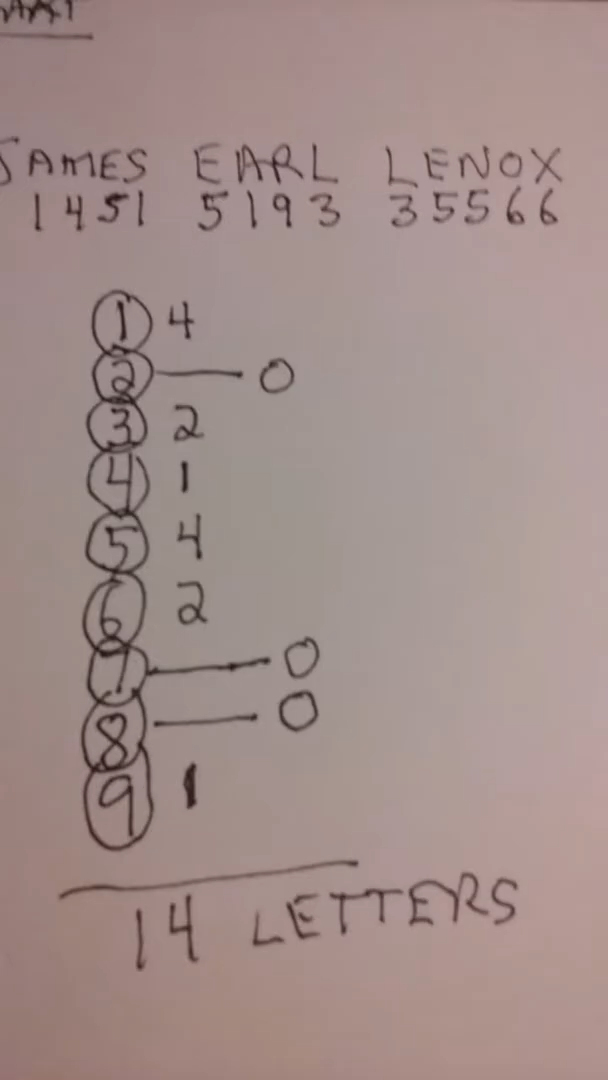 JAMES EARL LENOX
1451 5193 35566
1 4
2 — 0
3 2
4 1
5 4
6 2
7 — 0
8 — 0
9 1
14 LETTERS